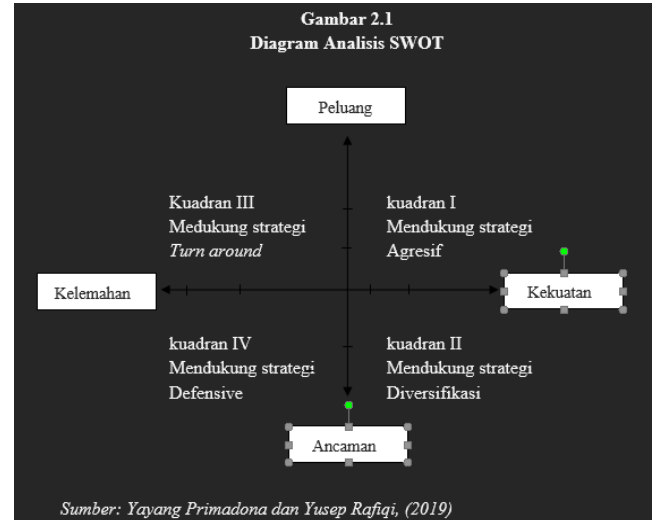 Gambar 2.1
Diagram Analisis SWOT
Peluang
Kuadran III
Medukung strategi
Turn around
kuadran I
Mendukung strategi
Agresif
Kelemahan
Kekuatan
kuadran IV
Mendukung strategi
Defensive
kuadran II
Mendukung strategi
Diversifikasi
Ancaman
Sumber: Yayang Primadona dan Yusep Rafiqi, (2019)